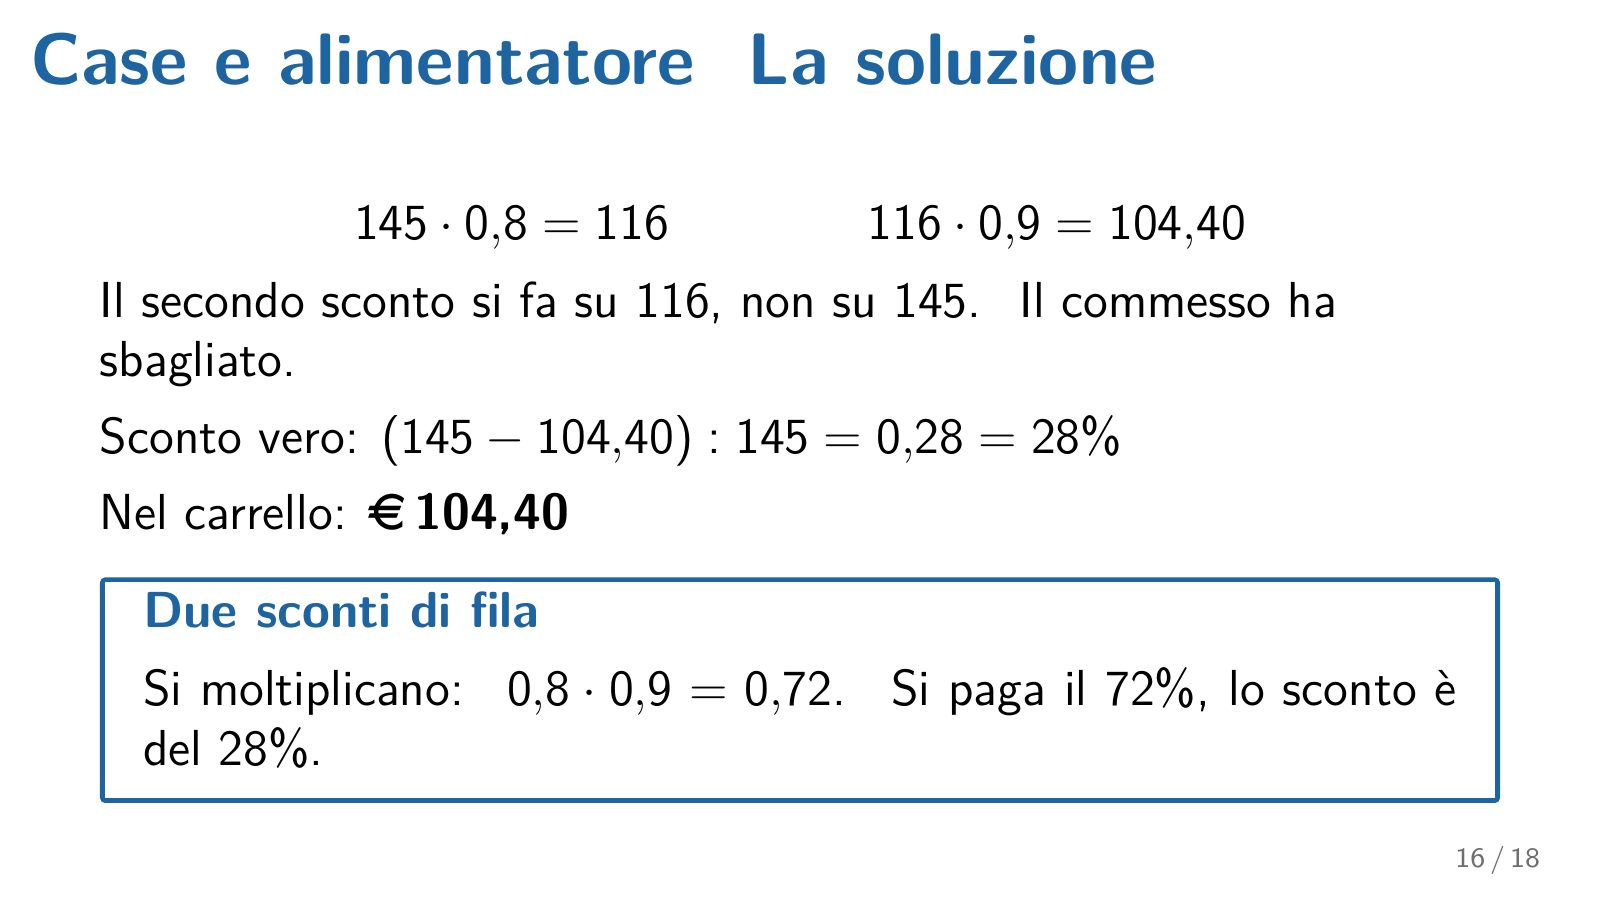 Case e alimentatore La soluzione
145 · 0,8 = 116 116 · 0,9 = 104,40
Il secondo sconto si fa su 116, non su 145. Il commesso ha
sbagliato.
Sconto vero: (145 − 104,40) : 145 = 0,28 = 28%
Nel carrello: € 104,40
Due sconti di fila
Si moltiplicano: 0,8 · 0,9 = 0,72. Si paga il 72%, lo sconto è
del 28%.
16 / 18